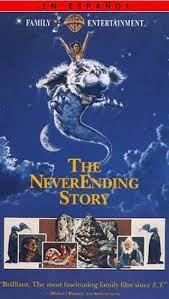 EN ESPAÑOL
FAMILY ENTERTAINMENT
THE
NEVERENDING
STORY
"Brilliant. The most fascinating family film since E.T."